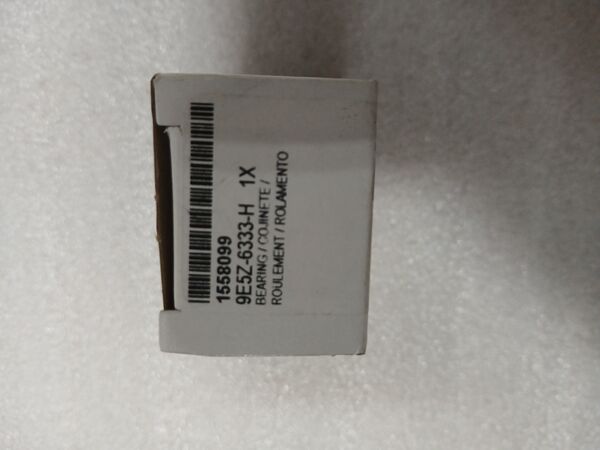 1558099
9E5Z-6333-H 1X
BEARING / COJINETE /
ROULEMENT / ROLAMENTO